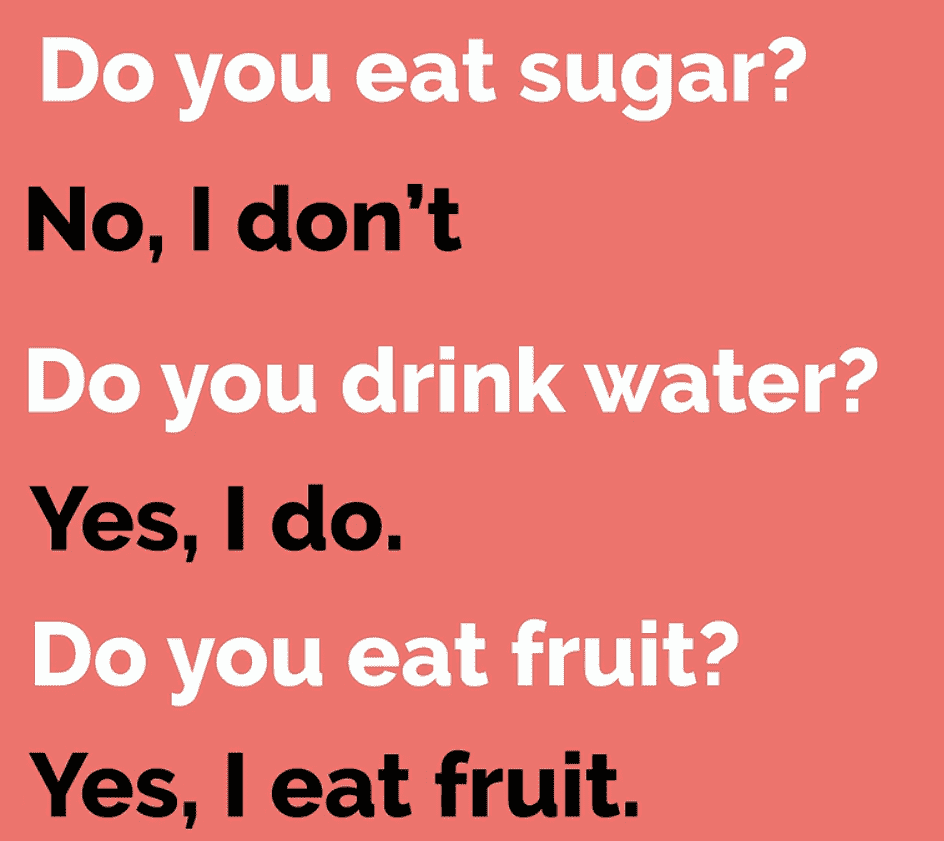 Do you eat sugar?
No, I don’t
Do you drink water?
Yes, I do.
Do you eat fruit?
Yes, I eat fruit.